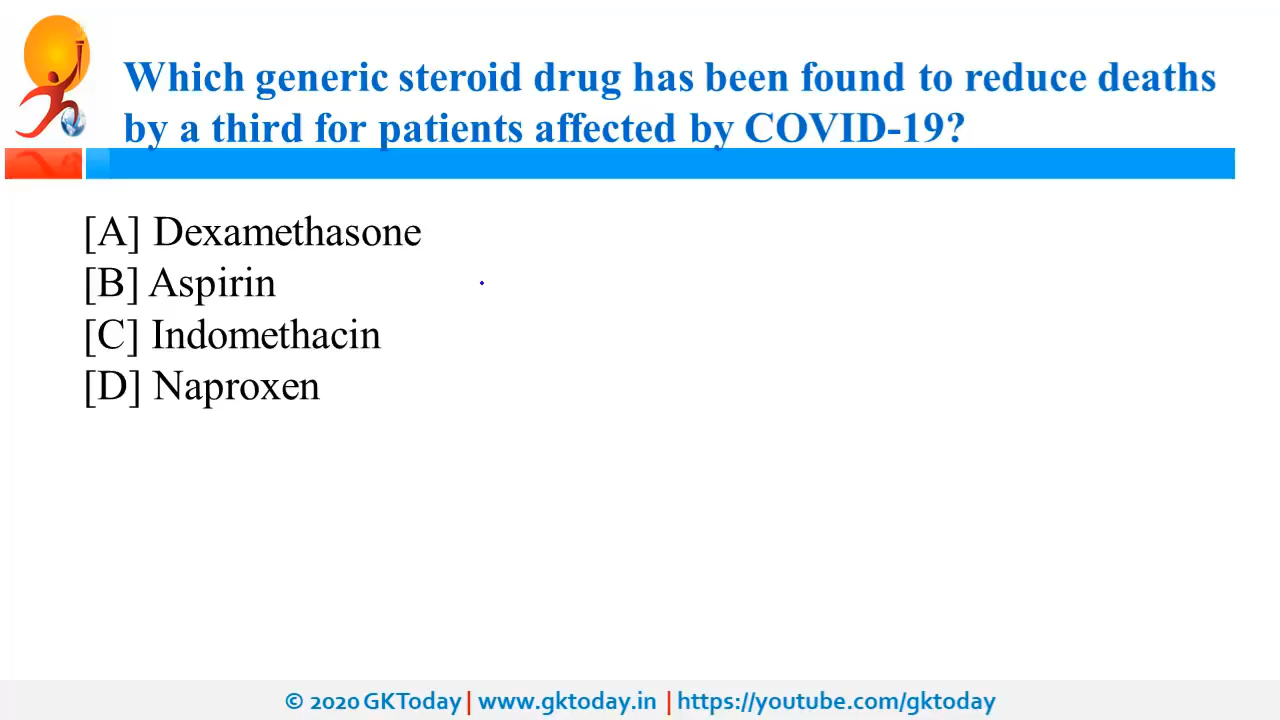 Which generic steroid drug has been found to reduce deaths
by a third for patients affected by COVID-19?
[A] Dexamethasone
[B] Aspirin
[C] Indomethacin
[D] Naproxen
© 2020 GKToday | www.gktoday.in | https://youtube.com/gktoday